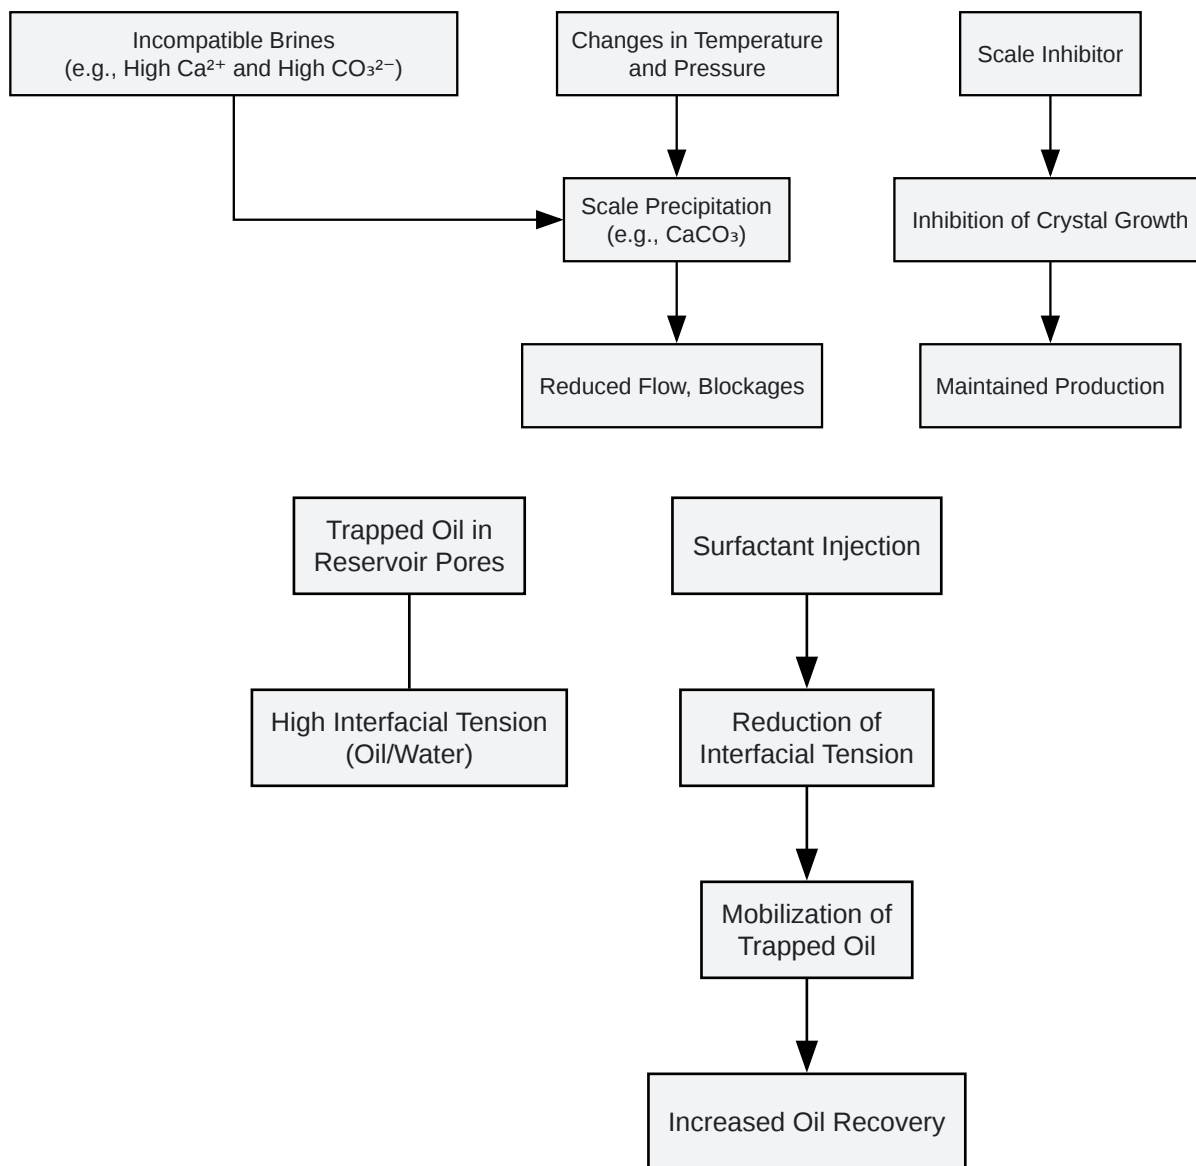 Incompatible Brines
(e.g., High Ca²⁺ and High CO₃²⁻)
Changes in Temperature
and Pressure
Scale Inhibitor
Scale Precipitation
(e.g., CaCO₃)
Inhibition of Crystal Growth
Reduced Flow, Blockages
Maintained Production
Trapped Oil in
Reservoir Pores
Surfactant Injection
High Interfacial Tension
(Oil/Water)
Reduction of
Interfacial Tension
Mobilization of
Trapped Oil
Increased Oil Recovery